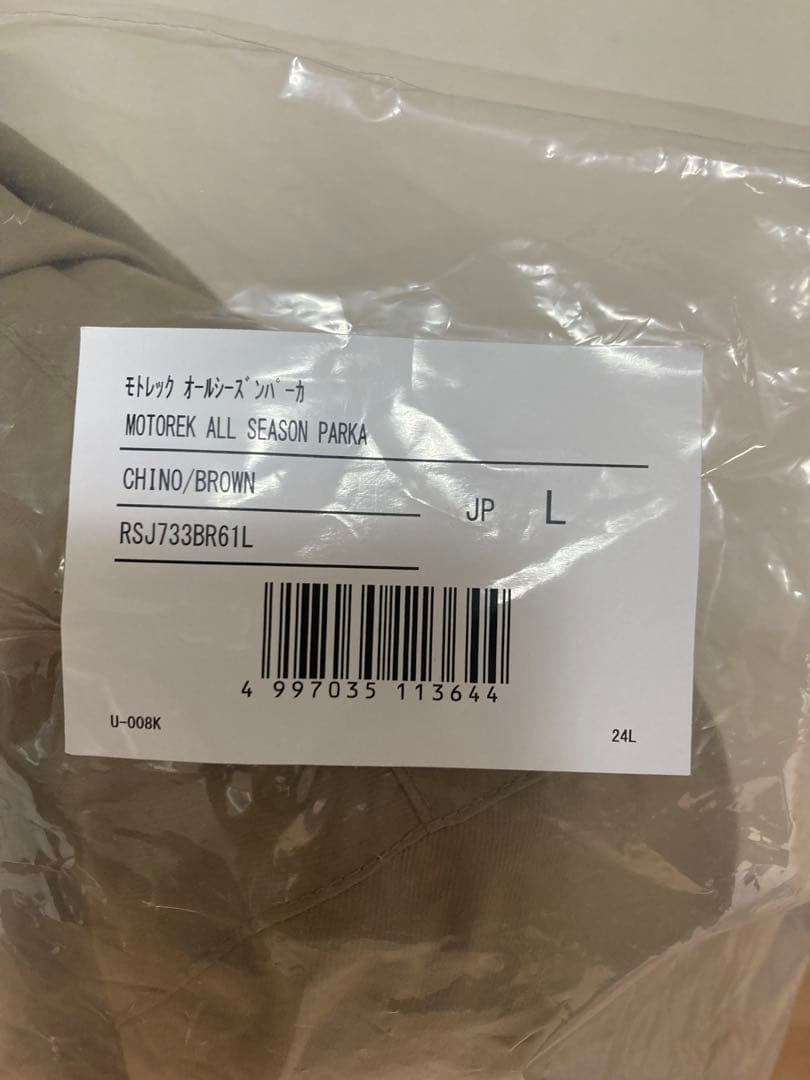 モトレック オールシーズンパーカ
MOTOREK ALL SEASON PARKA
CHINO/BROWN
JP L
RSJ733BR61L
4 997035 113644
U-008K
24L